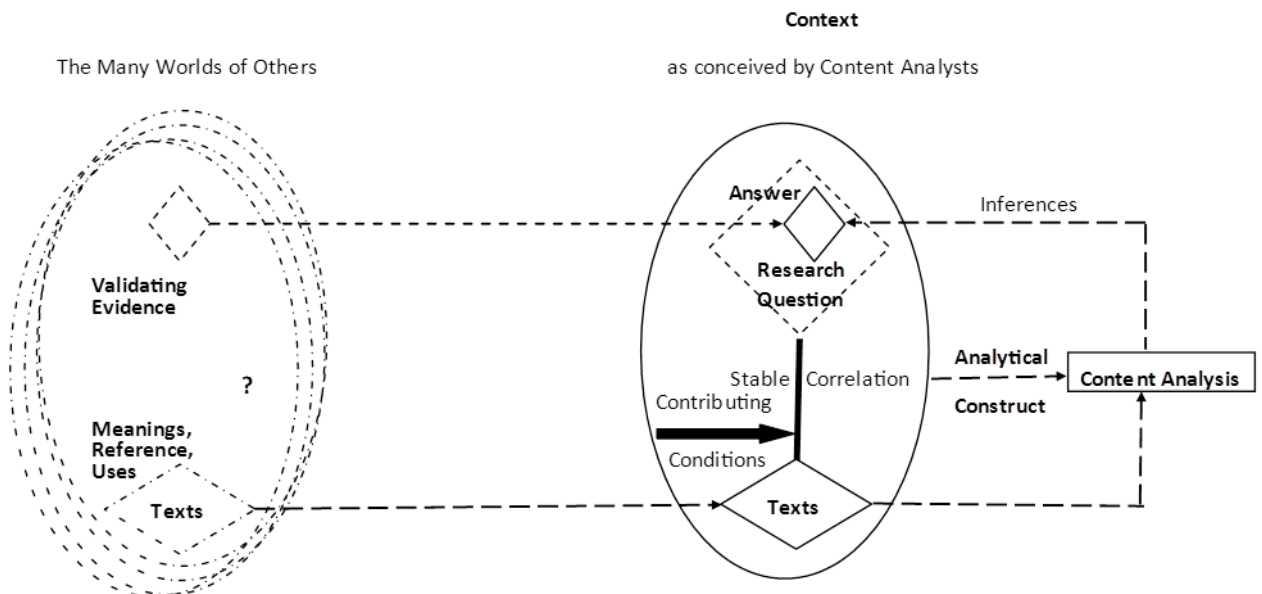 Context
The Many Worlds of Others
as conceived by Content Analysts
Answer
Inferences
Validating
Evidence
Research
Question
?
Analytical
Construct
Content Analysis
Stable Correlation
Contributing
Conditions
Meanings,
Reference,
Uses
Texts
Texts